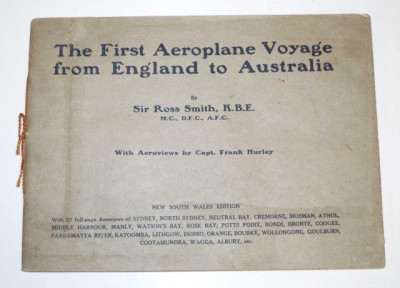 The First Aeroplane Voyage
from England to Australia
By
Sir Ross Smith, K.B.E.
M.C., D.F.C., A.F.C.
With Aeroviews by Capt. Frank Hurley
NEW SOUTH WALES EDITION
With 27 full-page Aeroviews of SYDNEY, NORTH SYDNEY, NEUTRAL BAY, CREMORNE, MOSMAN, ATHOL,
MIDDLE HARBOUR, MANLY, WATSON'S BAY, ROSE BAY, POTTS POINT, BONDI, BRONTE, COOGEE,
PARRAMATTA RIVER, KATOOMBA, LITHGOW, DUBBO, ORANGE, BOURKE, WOLLONGONG, GOULBURN,
COOTAMUNDRA, WAGGA, ALBURY, etc.